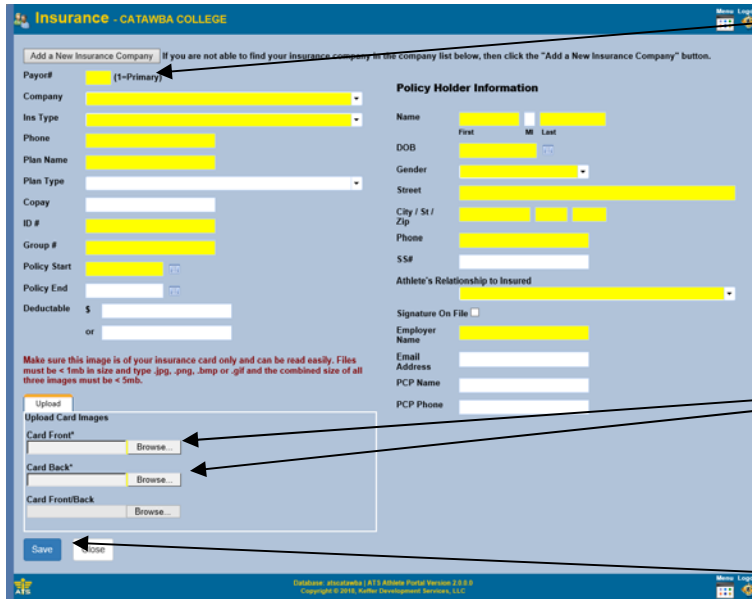 Insurance - CATAWBA COLLEGE
Menu Logo
Add a New Insurance Company If you are not able to find your insurance company in the company list below, then click the "Add a New Insurance Company" button.
Payor# (1=Primary)
Company
Ins Type
Phone
Plan Name
Plan Type
Copay
ID #
Group #
Policy Start
Policy End
Deductable $
or
Make sure this image is of your insurance card only and can be read easily. Files
must be < 1mb in size and type .jpg, .png, .bmp or .gif and the combined size of all
three images must be < 5mb.
Upload
Upload Card Images
Card Front*
Browse...
Card Back*
Browse...
Card Front/Back
Browse...
Save Close
Policy Holder Information
Name
First MI Last
DOB
Gender
Street
City / St /
Zip
Phone
SS#
Athlete's Relationship to Insured
Signature On File
Employer
Name
Email
Address
PCP Name
PCP Phone
ATS
Database: atscatawba | ATS Athlete Portal Version 2.0.0.0
Copyright © 2018, Keffer Development Services, LLC
Menu Logo